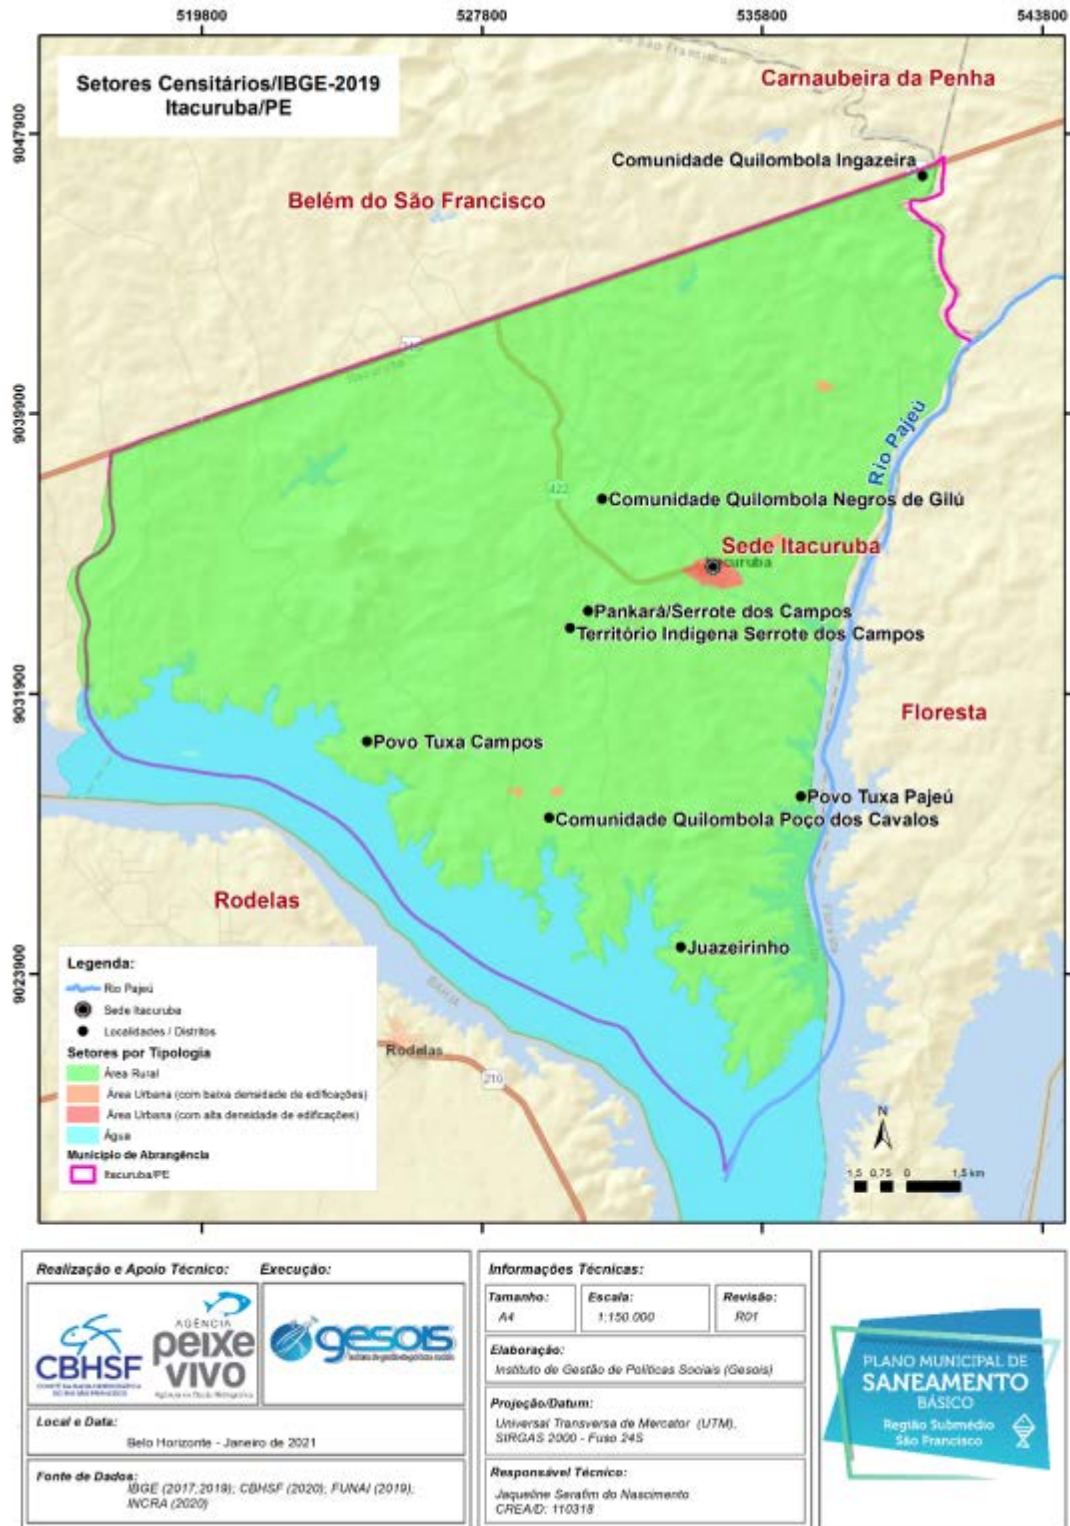 519800
527800
535800
543800
9047900
9039900
9031900
9023900
Setores Censitários/IBGE-2019
Itacuruba/PE
São Francisco
Carnaubeira da Penha
Comunidade Quilombola Ingazeira
Belém do São Francisco
Rio Pajeú
422
Comunidade Quilombola Negros de Gilú
Sede Itacuruba
Pankará/Serrote dos Campos
Território Indigena Serrote dos Campos
Floresta
Povo Tuxa Campos
Povo Tuxa Pajeú
Comunidade Quilombola Poço dos Cavalos
Rodelas
Juazeirinho
BAHIA
Rodelas
210
Legenda:
Rio Pajeú
Sede Itacuruba
Localidades / Distritos
Setores por Tipologia
Área Rural
Área Urbana (com baixa densidade de edificações)
Área Urbana (com alta densidade de edificações)
Água
Município de Abrangência
Itacuruba/PE
N
1,5 0,75 0 1,5 km
Realização e Apoio Técnico:
Execução:
CBHSF
AGÊNCIA
peixe
vivo
gesois
Local e Data:
Belo Horizonte - Janeiro de 2021
Fonte de Dados:
IBGE (2017;2019); CBHSF (2020); FUNAI (2019);
INCRA (2020)
Informações Técnicas:
Tamanho:
A4
Escala:
1:150.000
Revisão:
R01
Elaboração:
Instituto de Gestão de Políticas Sociais (Gesois)
Projeção/Datum:
Universal Transversa de Mercator (UTM),
SIRGAS 2000 - Fuso 24S
Responsável Técnico:
Jaqueline Serafim do Nascimento
CREA/D: 110318
PLANO MUNICIPAL DE
SANEAMENTO
BÁSICO
Região Submédio
São Francisco